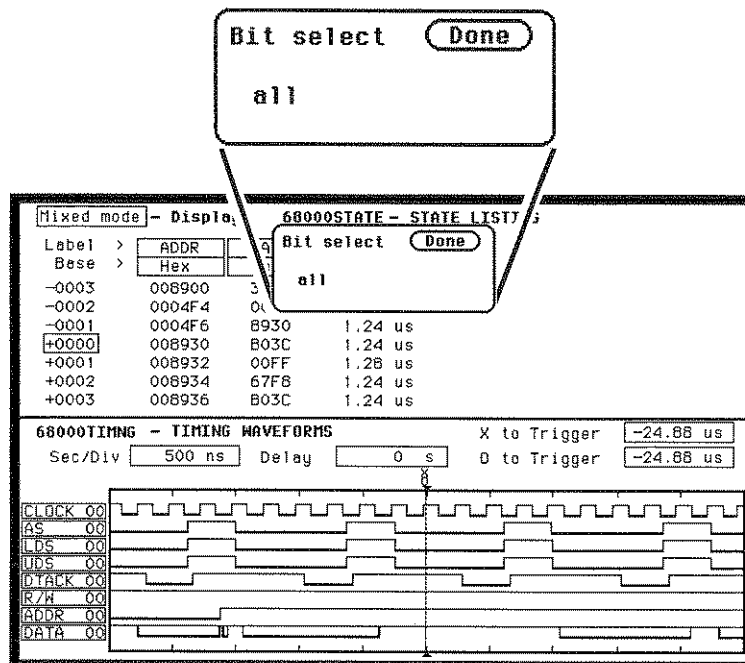 Bit select Done
all
Mixed mode - Displa 68000STATE - STATE LISTI G
Label > ADDR
Base > Hex
Bit select Done
all
-0003 008900 3
-0002 0004F4 00
-0001 0004F6 8930 1.24 us
+0000 008930 B03C 1.24 us
+0001 008932 00FF 1.28 us
+0002 008934 67F8 1.24 us
+0003 008936 B03C 1.24 us
68000TIMNG - TIMING WAVEFORMS X to Trigger -24.88 us
Sec/Div 500 ns Delay 0 s O to Trigger -24.88 us
X
O
CLOCK 00
AS 00
LDS 00
UDS 00
DTACK 00
R/W 00
ADDR 00
DATA 00